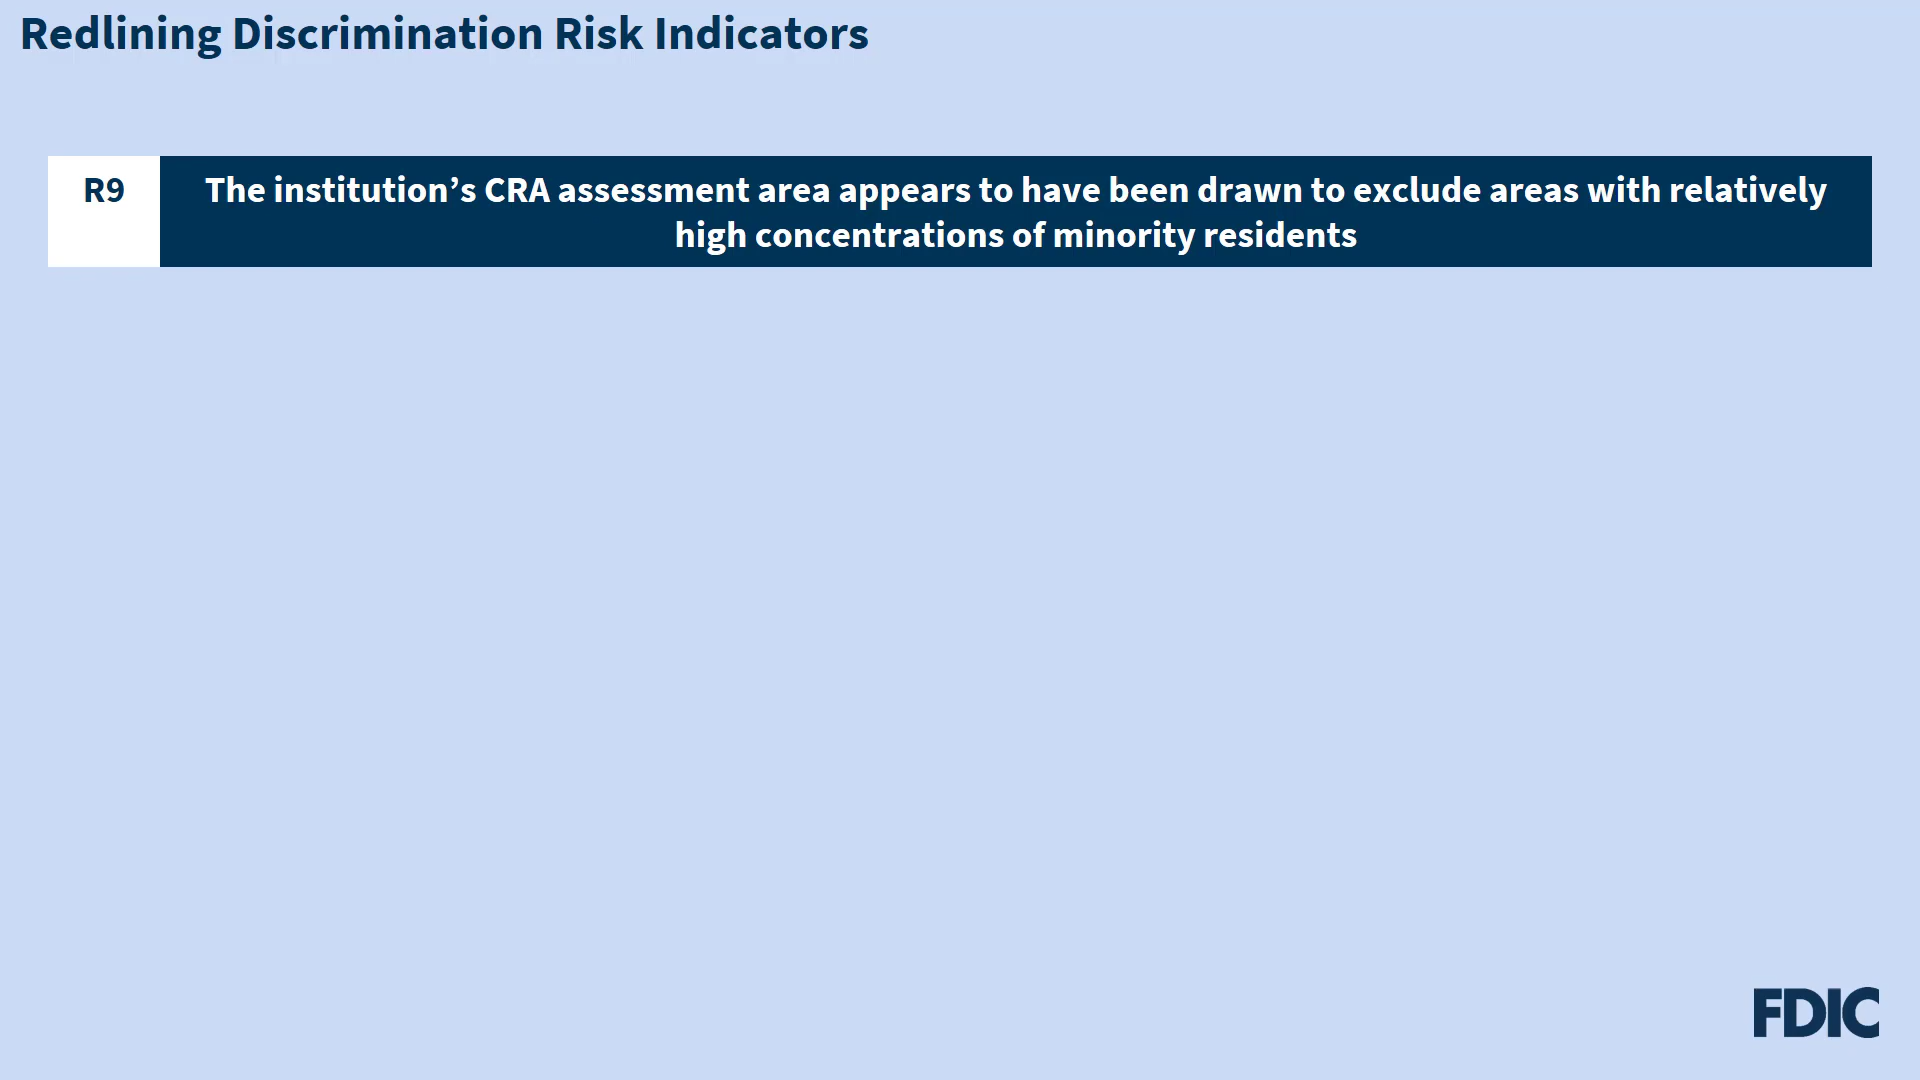 Redlining Discrimination Risk Indicators
R9
The institution’s CRA assessment area appears to have been drawn to exclude areas with relatively
high concentrations of minority residents
FDIC